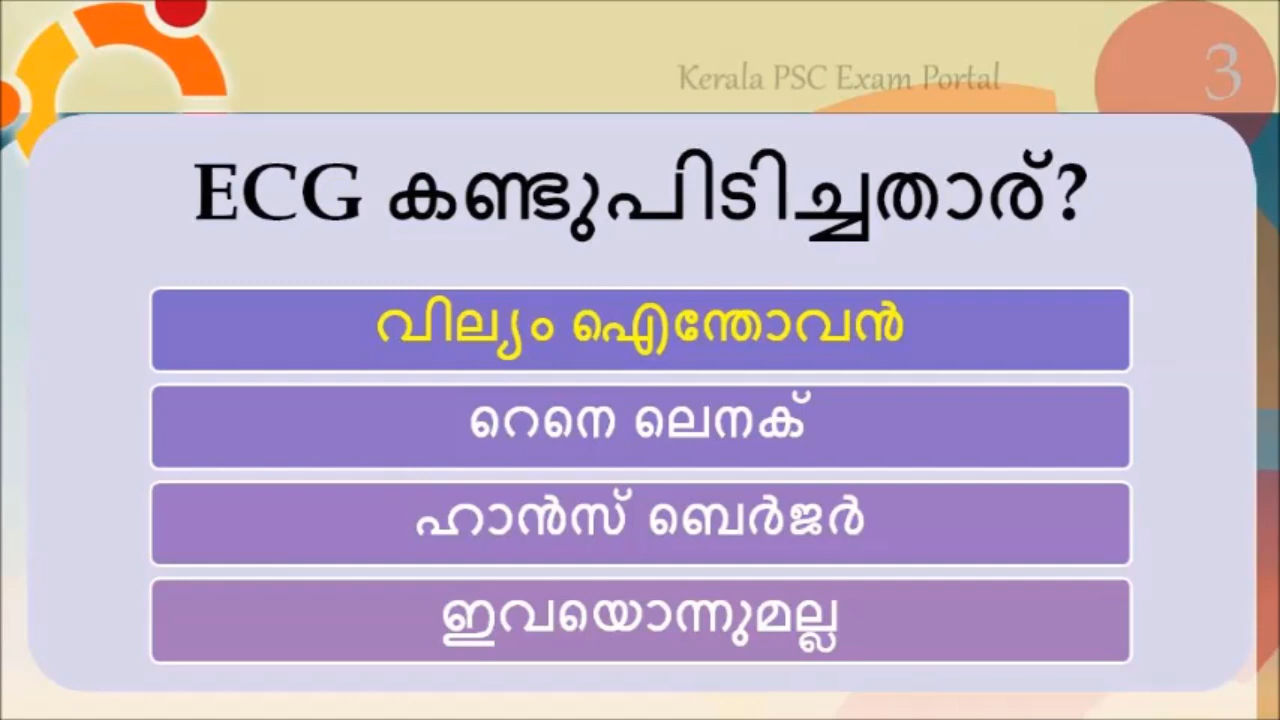 Kerala PSC Exam Portal
3
ECG കണ്ടുപിടിച്ചതാര്?
വില്യം ഐന്തോവൻ
റെനെ ലെനക്
ഹാൻസ് ബെർജർ
ഇവയൊന്നുമല്ല